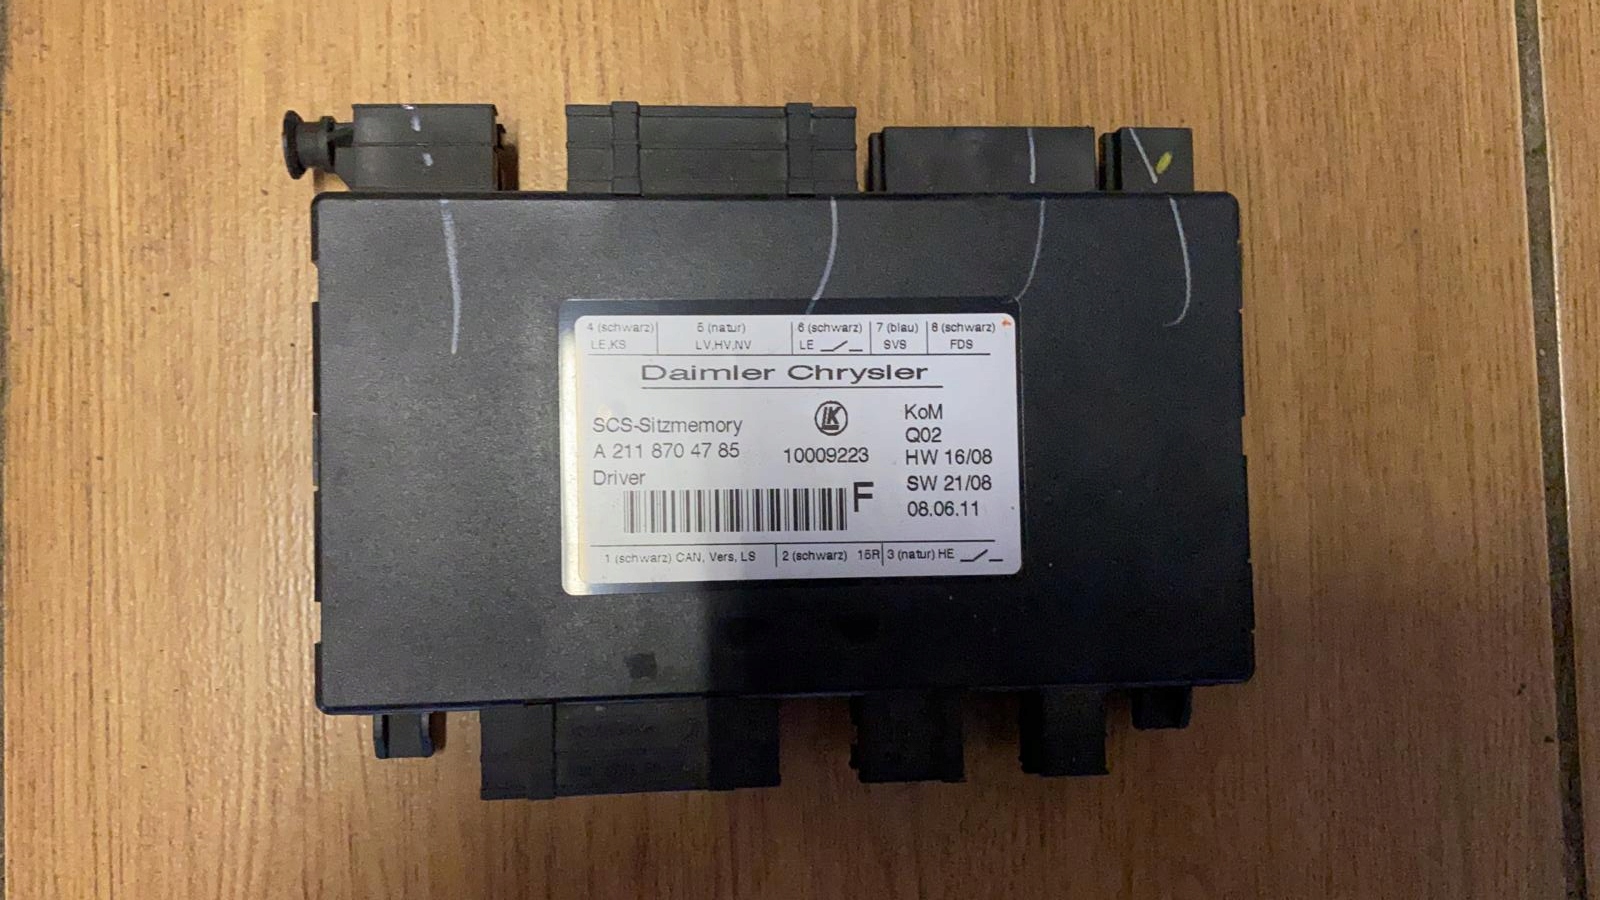 4 (schwarz) 5 (natur) 6 (schwarz) 7 (blau) 8 (schwarz)
LE,KS LV,HV,NV LE SVS FDS
Daimler Chrysler
SCS-Sitzmemory LK KoM
A 211 870 47 85 10009223 Q02
Driver F HW 16/08
SW 21/08
08.06.11
1 (schwarz) CAN, Vers, LS 2 (schwarz) 15R 3 (natur) HE